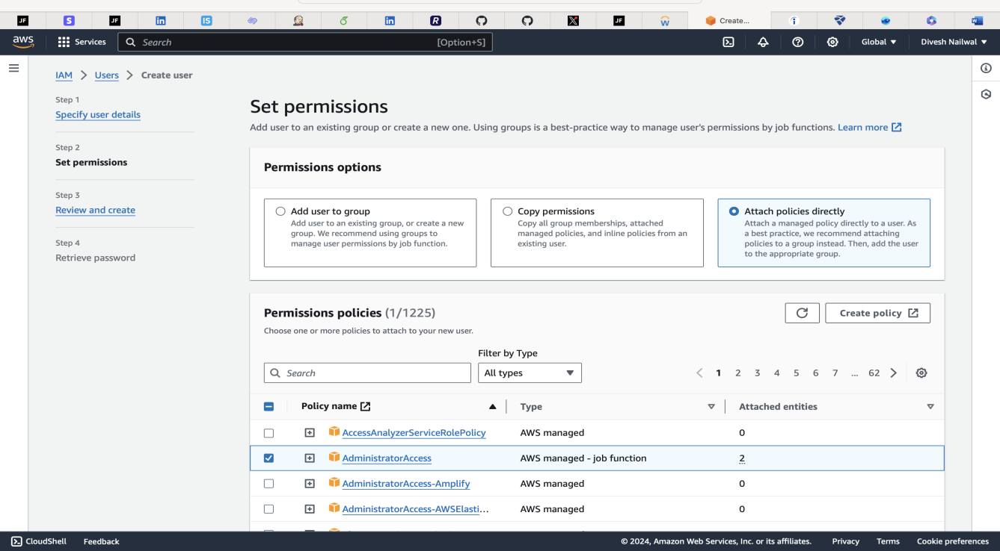 JF S JF in IS in R X JF w Create... i W
aws Services Search [Option+S] Global Divesh Nailwal
IAM > Users > Create user
Step 1
Specify user details
Step 2
Set permissions
Step 3
Review and create
Step 4
Retrieve password
Set permissions
Add user to an existing group or create a new one. Using groups is a best-practice way to manage user's permissions by job functions. Learn more
Permissions options
Add user to group
Add user to an existing group, or create a new
group. We recommend using groups to
manage user permissions by job function.
Copy permissions
Copy all group memberships, attached
managed policies, and inline policies from an
existing user.
Attach policies directly
Attach a managed policy directly to a user. As
a best practice, we recommend attaching
policies to a group instead. Then, add the user
to the appropriate group.
Permissions policies (1/1225)
Create policy
Choose one or more policies to attach to your new user.
Filter by Type
Search All types 1 2 3 4 5 6 7 ... 62
Policy name Type Attached entities
AccessAnalyzerServiceRolePolicy AWS managed 0
AdministratorAccess AWS managed - job function 2
AdministratorAccess-Amplify AWS managed 0
AdministratorAccess-AWSElasti... AWS managed 0
CloudShell Feedback © 2024, Amazon Web Services, Inc. or its affiliates. Privacy Terms Cookie preferences